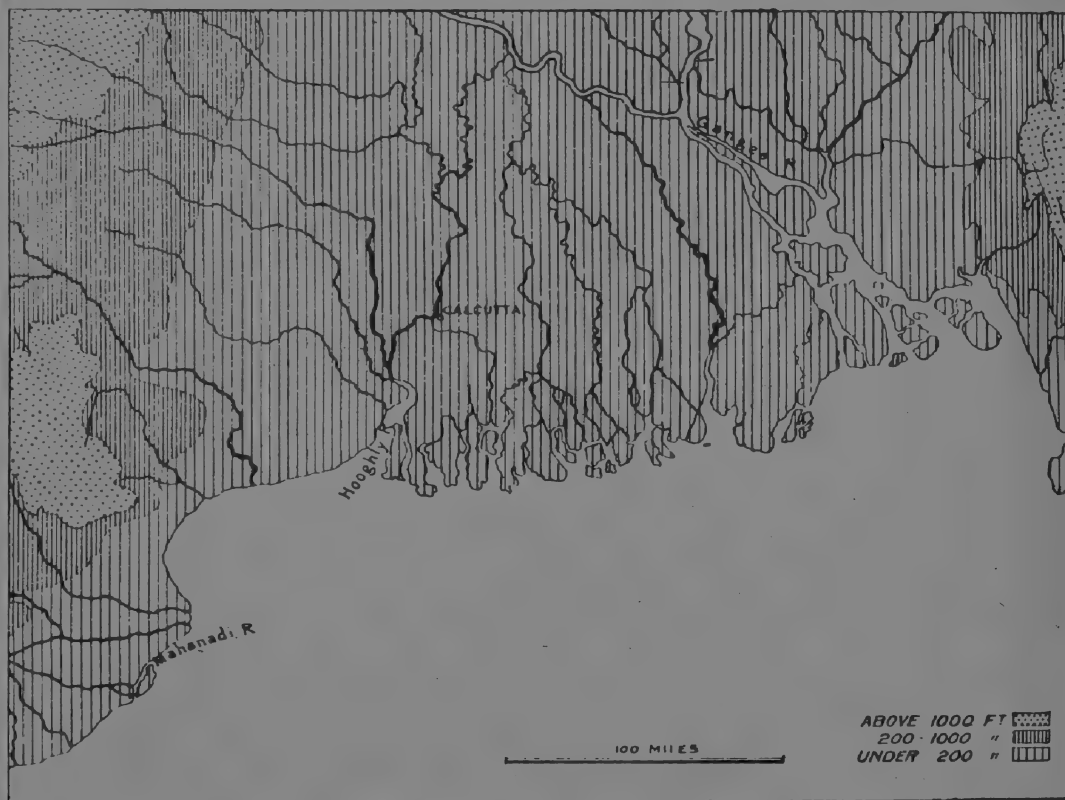 Ganges R
CALCUTTA
Hooghly
Mahanadi. R
100 MILES
ABOVE 1000 FT
200-1000 "
UNDER 200 "